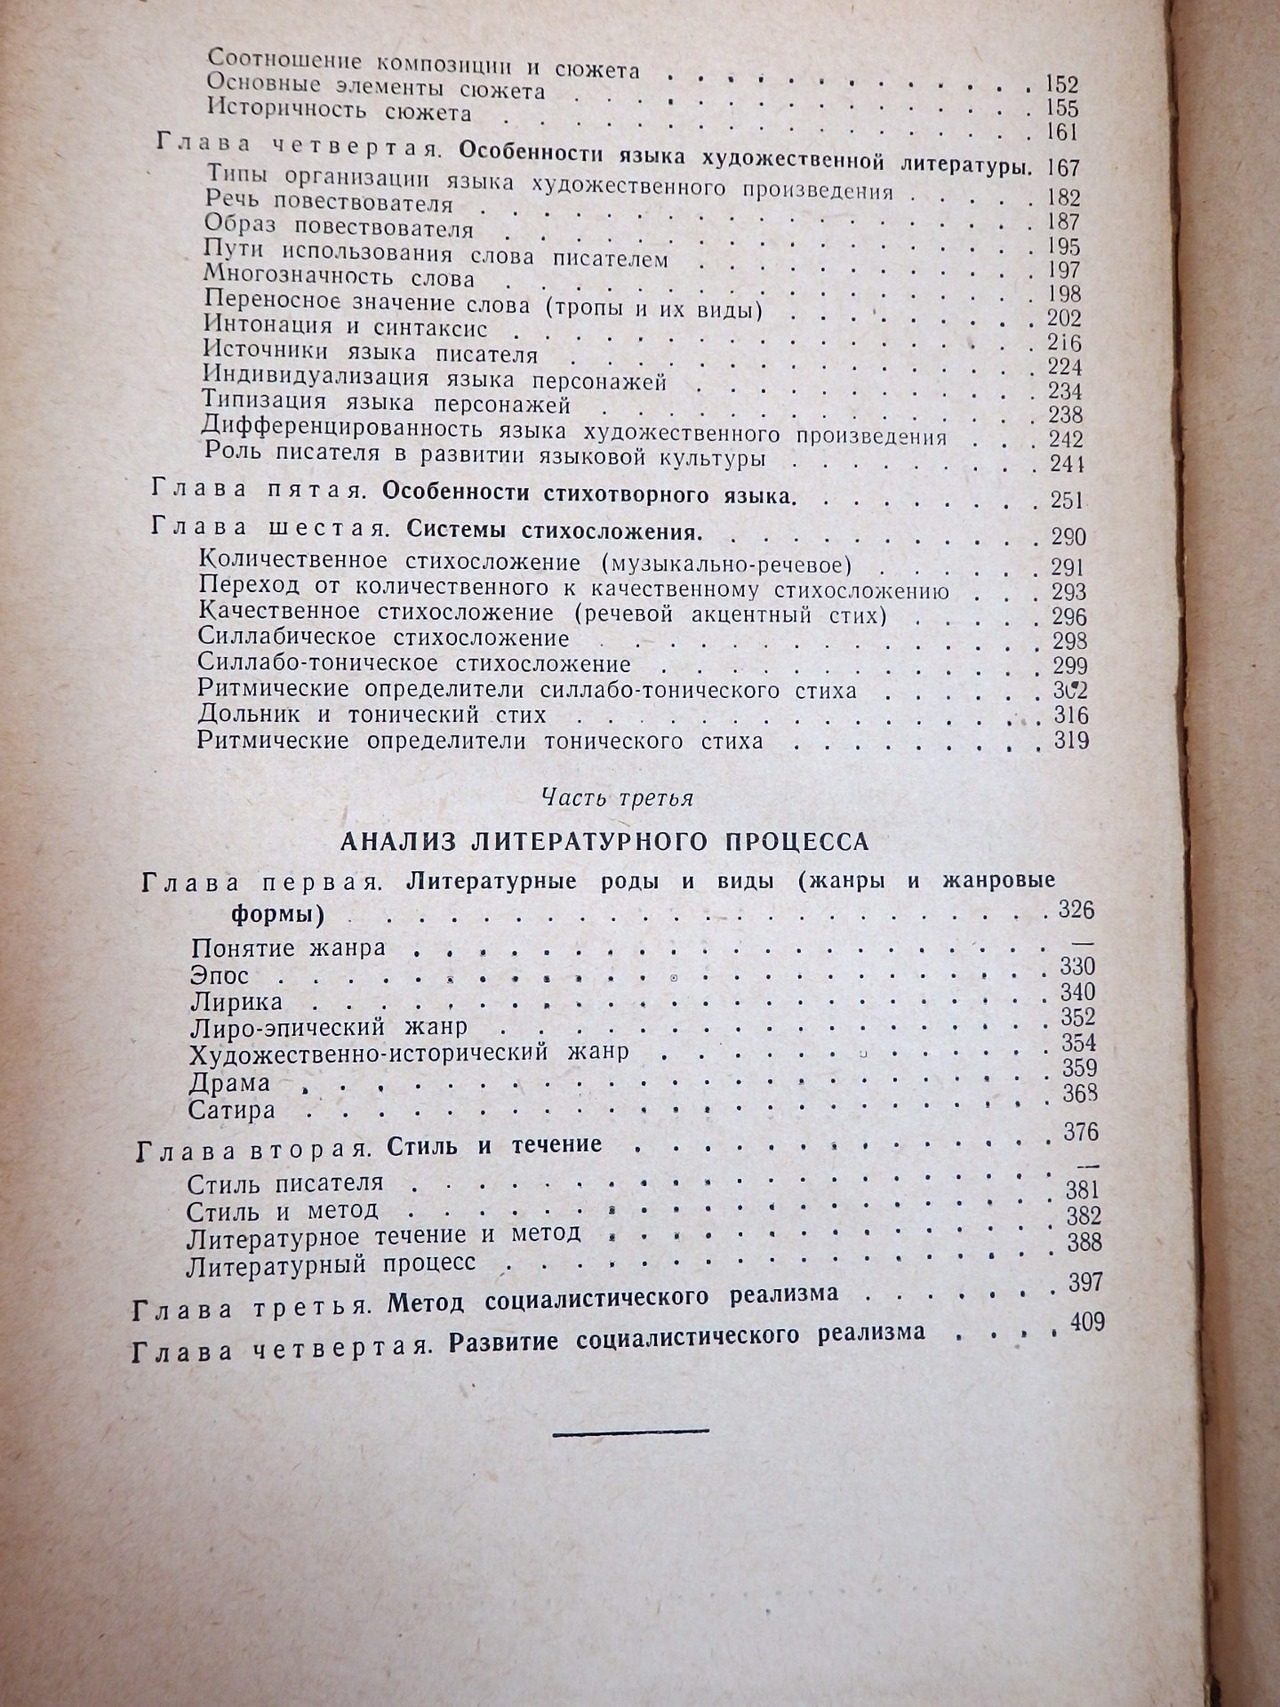 Соотношение композиции и сюжета . . . . . . . . . . . . 152
Основные элементы сюжета . . . . . . . . . . . . . . . 155
Историчность сюжета . . . . . . . . . . . . . . . . . 161
Глава четвертая. Особенности языка художественной литературы. 167
Типы организации языка художественного произведения . . . . . 182
Речь повествователя . . . . . . . . . . . . . . . . . . 187
Образ повествователя . . . . . . . . . . . . . . . . . 195
Пути использования слова писателем . . . . . . . . . . . 197
Многозначность слова . . . . . . . . . . . . . . . . . 198
Переносное значение слова (тропы и их виды) . . . . . . . . 202
Интонация и синтаксис . . . . . . . . . . . . . . . . . 216
Источники языка писателя . . . . . . . . . . . . . . . 224
Индивидуализация языка персонажей . . . . . . . . . . . 234
Типизация языка персонажей . . . . . . . . . . . . . . 238
Дифференцированность языка художественного произведения . . . 242
Роль писателя в развитии языковой культуры . . . . . . . . . 244
Глава пятая. Особенности стихотворного языка. . . . . . . . . 251
Глава шестая. Системы стихосложения. . . . . . . . . . . . 290
Количественное стихосложение (музыкально-речевое) . . . . . . 291
Переход от количественного к качественному стихосложению . . . 293
Качественное стихосложение (речевой акцентный стих) . . . . . 296
Силлабическое стихосложение . . . . . . . . . . . . . . 298
Силлабо-тоническое стихосложение . . . . . . . . . . . . 299
Ритмические определители силлабо-тонического стиха . . . . . . 302
Дольник и тонический стих . . . . . . . . . . . . . . . 316
Ритмические определители тонического стиха . . . . . . . . . 319
Часть третья
АНАЛИЗ ЛИТЕРАТУРНОГО ПРОЦЕССА
Глава первая. Литературные роды и виды (жанры и жанровые
формы) . . . . . . . . . . . . . . . . . . . . . . . 326
Понятие жанра . . . . . . . . . . . . . . . . . . . . —
Эпос . . . . . . . . . . . . . . . . . . . . . . . . 330
Лирика . . . . . . . . . . . . . . . . . . . . . . . 340
Лиро-эпический жанр . . . . . . . . . . . . . . . . . 352
Художественно-исторический жанр . . . . . . . . . . . . 354
Драма . . . . . . . . . . . . . . . . . . . . . . . 359
Сатира . . . . . . . . . . . . . . . . . . . . . . . 368
Глава вторая. Стиль и течение . . . . . . . . . . . . . 376
Стиль писателя . . . . . . . . . . . . . . . . . . . . —
Стиль и метод . . . . . . . . . . . . . . . . . . . . 381
Литературное течение и метод . . . . . . . . . . . . . . 382
Литературный процесс . . . . . . . . . . . . . . . . . 388
Глава третья. Метод социалистического реализма . . . . . . . 397
Глава четвертая. Развитие социалистического реализма . . . . 409